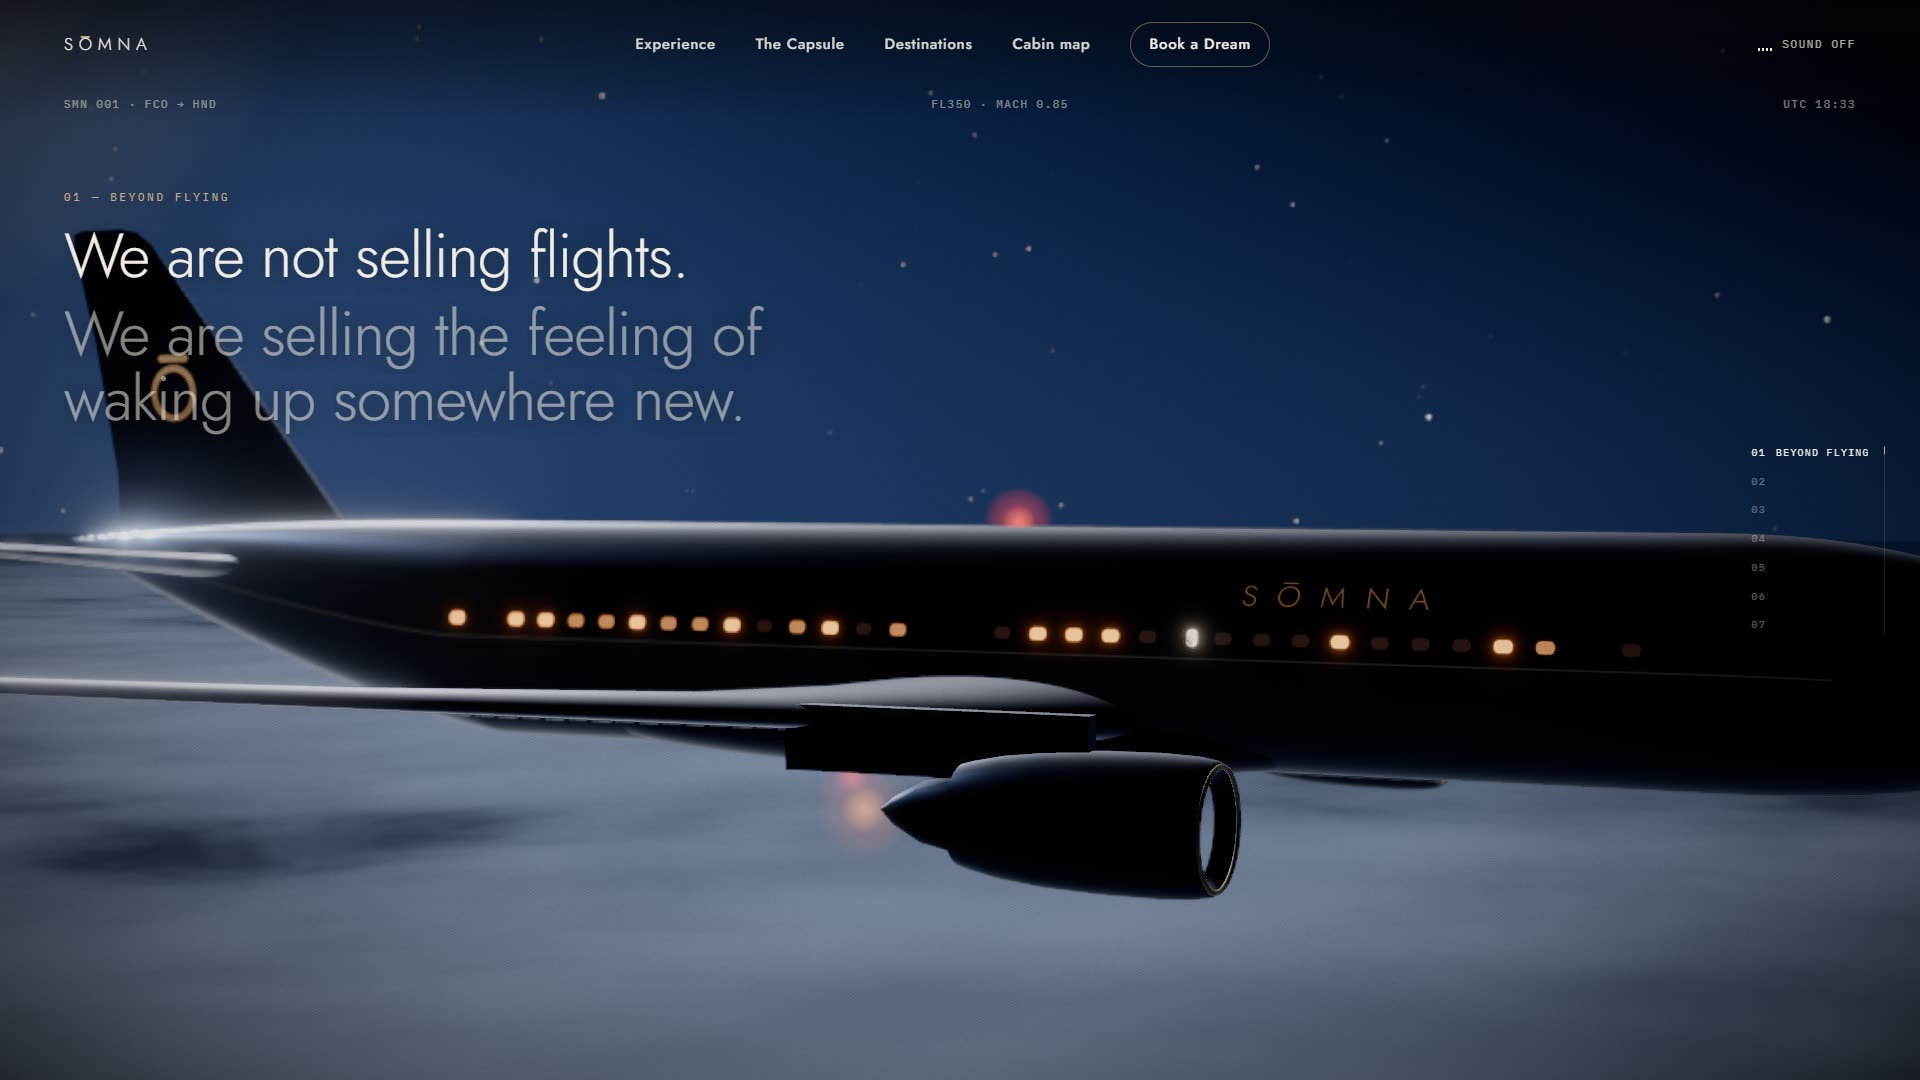 SŌMNA
Experience
The Capsule
Destinations
Cabin map
Book a Dream
SOUND OFF
SMN 001 · FCO → HND
FL350 · MACH 0.85
UTC 18:33
01 — BEYOND FLYING
We are not selling flights.
We are selling the feeling of
waking up somewhere new.
Ō
01 BEYOND FLYING
02
03
04
05
06
07
SŌMNA